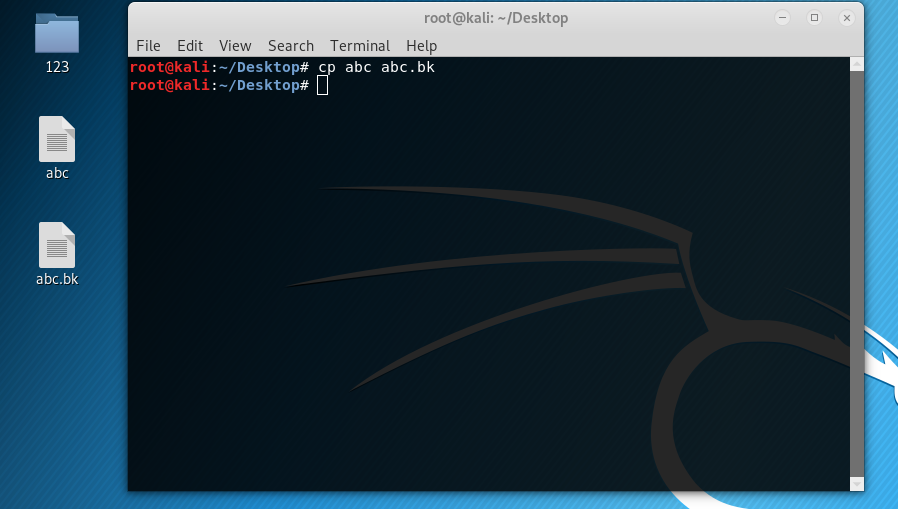 123
abc
abc.bk
root@kali: ~/Desktop
File Edit View Search Terminal Help
root@kali:~/Desktop# cp abc abc.bk
root@kali:~/Desktop#